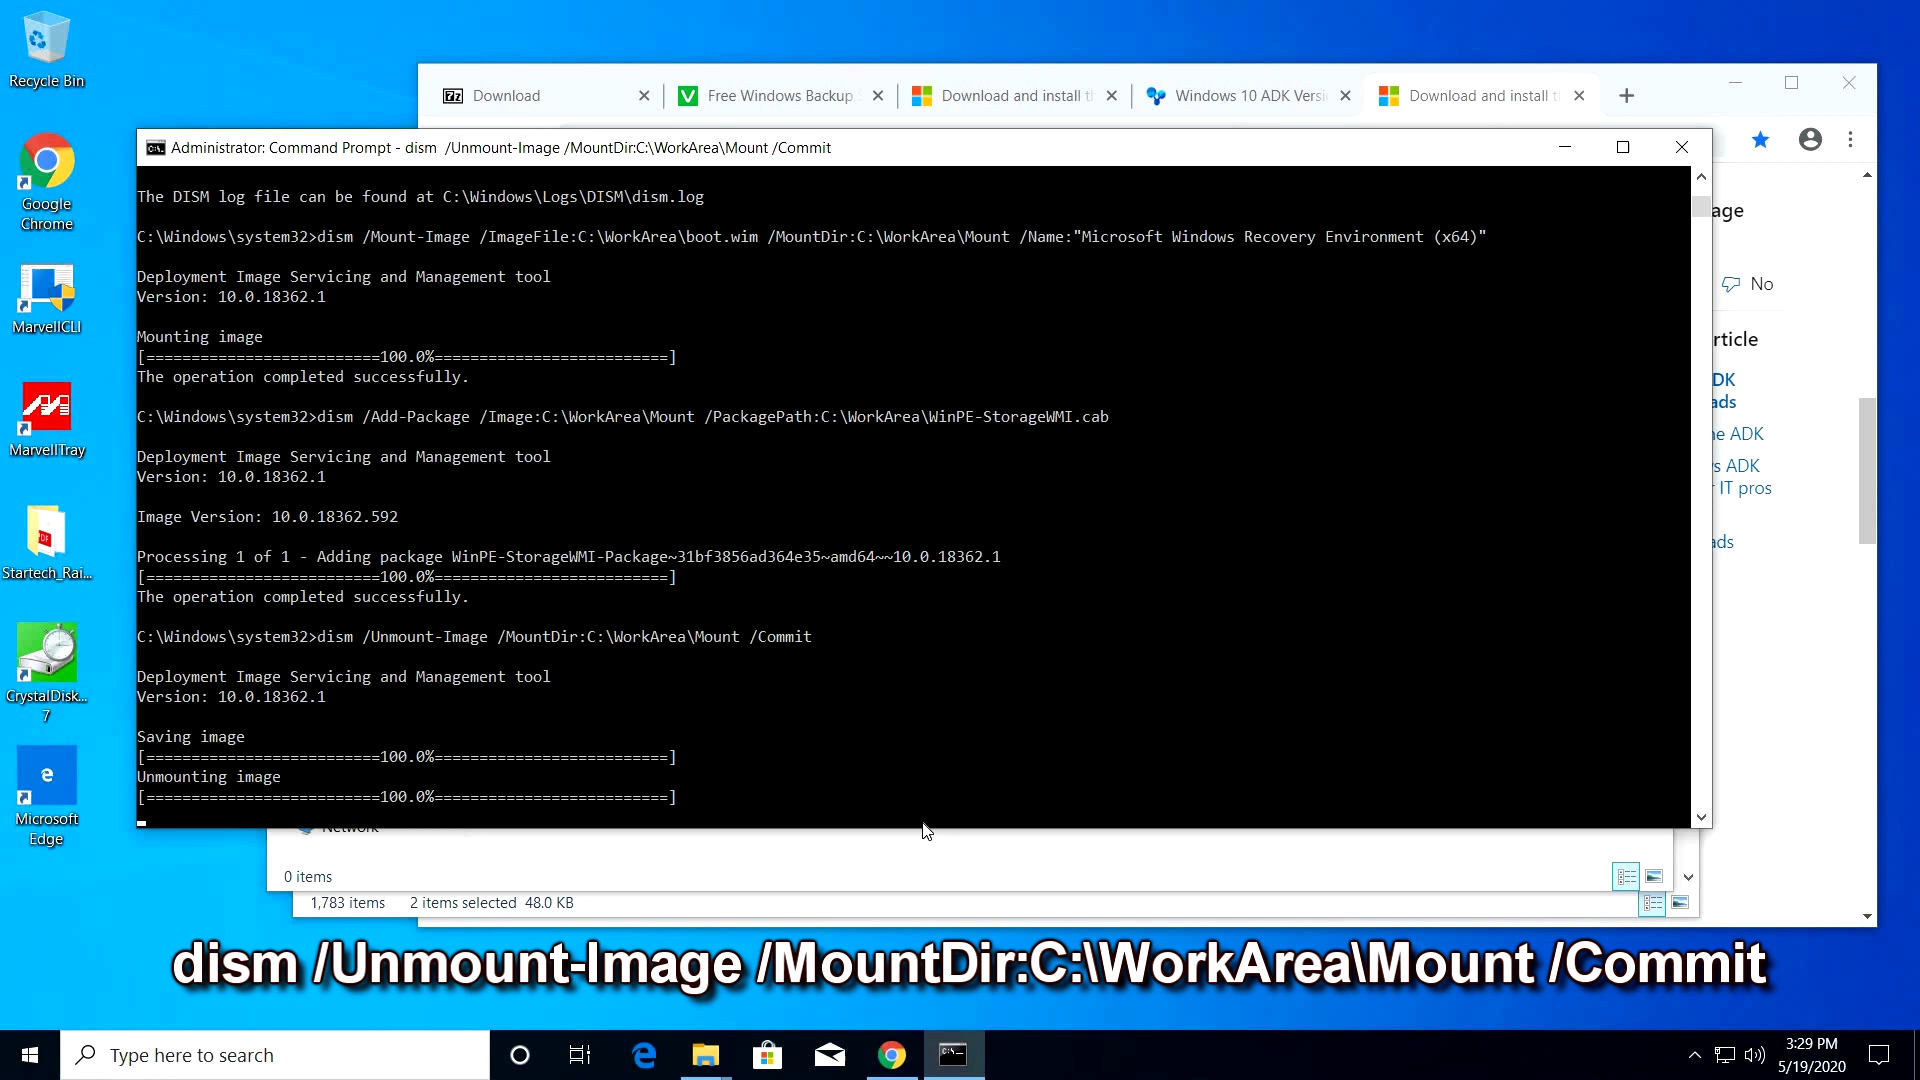 Recycle Bin
Google
Chrome
MarvellCLI
MarvellTray
Startech_Rai...
CrystalDisk...
7
Microsoft
Edge
Download
Free Windows Backup
Download and install t
Windows 10 ADK Versi
Download and install t
Administrator: Command Prompt - dism  /Unmount-Image /MountDir:C:\WorkArea\Mount /Commit
The DISM log file can be found at C:\Windows\Logs\DISM\dism.log
C:\Windows\system32>dism /Mount-Image /ImageFile:C:\WorkArea\boot.wim /MountDir:C:\WorkArea\Mount /Name:"Microsoft Windows Recovery Environment (x64)"
Deployment Image Servicing and Management tool
Version: 10.0.18362.1
Mounting image
[==========================100.0%==========================]
The operation completed successfully.
C:\Windows\system32>dism /Add-Package /Image:C:\WorkArea\Mount /PackagePath:C:\WorkArea\WinPE-StorageWMI.cab
Deployment Image Servicing and Management tool
Version: 10.0.18362.1
Image Version: 10.0.18362.592
Processing 1 of 1 - Adding package WinPE-StorageWMI-Package~31bf3856ad364e35~amd64~~10.0.18362.1
[==========================100.0%==========================]
The operation completed successfully.
C:\Windows\system32>dism /Unmount-Image /MountDir:C:\WorkArea\Mount /Commit
Deployment Image Servicing and Management tool
Version: 10.0.18362.1
Saving image
[==========================100.0%==========================]
Unmounting image
[==========================100.0%==========================]
age
No
rticle
DK
ads
ne ADK
s ADK
r IT pros
ads
Network
0 items
1,783 items  2 items selected  48.0 KB
dism /Unmount-Image /MountDir:C:\WorkArea\Mount /Commit
Type here to search
3:29 PM
5/19/2020